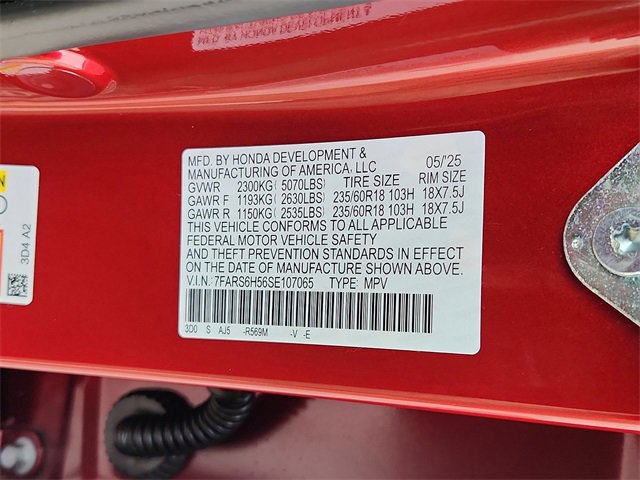 MFD. BY HONDA DEVELOPMENT &
MANUFACTURING OF AMERICA, LLC 05/'25
GVWR 2300KG ( 5070LBS) TIRE SIZE RIM SIZE
GAWR F 1193KG ( 2630LBS) 235/60R18 103H 18X7.5J
GAWR R 1150KG ( 2535LBS) 235/60R18 103H 18X7.5J
THIS VEHICLE CONFORMS TO ALL APPLICABLE
FEDERAL MOTOR VEHICLE SAFETY
AND THEFT PREVENTION STANDARDS IN EFFECT
ON THE DATE OF MANUFACTURE SHOWN ABOVE.
V.I.N.: 7FARS6H56SE107065 TYPE: MPV
3D0 S AJ5 -R569M -V -E
3D4 A2